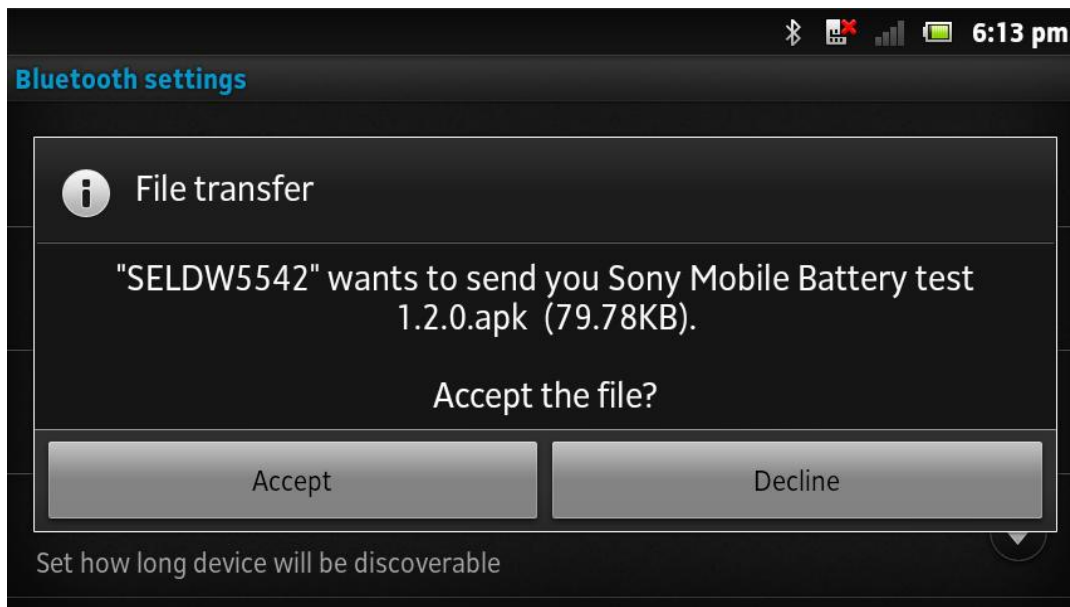 6:13 pm
Bluetooth settings
File transfer
"SELDW5542" wants to send you Sony Mobile Battery test
1.2.0.apk (79.78KB).
Accept the file?
Accept
Decline
Set how long device will be discoverable